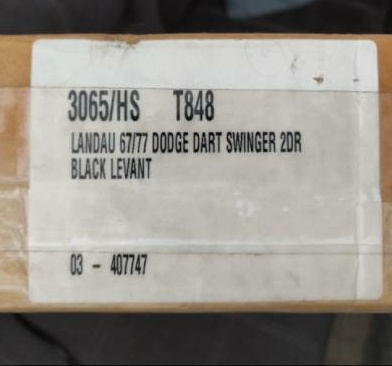 3065/HS T848
LANDAU 67/77 DODGE DART SWINGER 2DR
BLACK LEVANT
03 - 407747